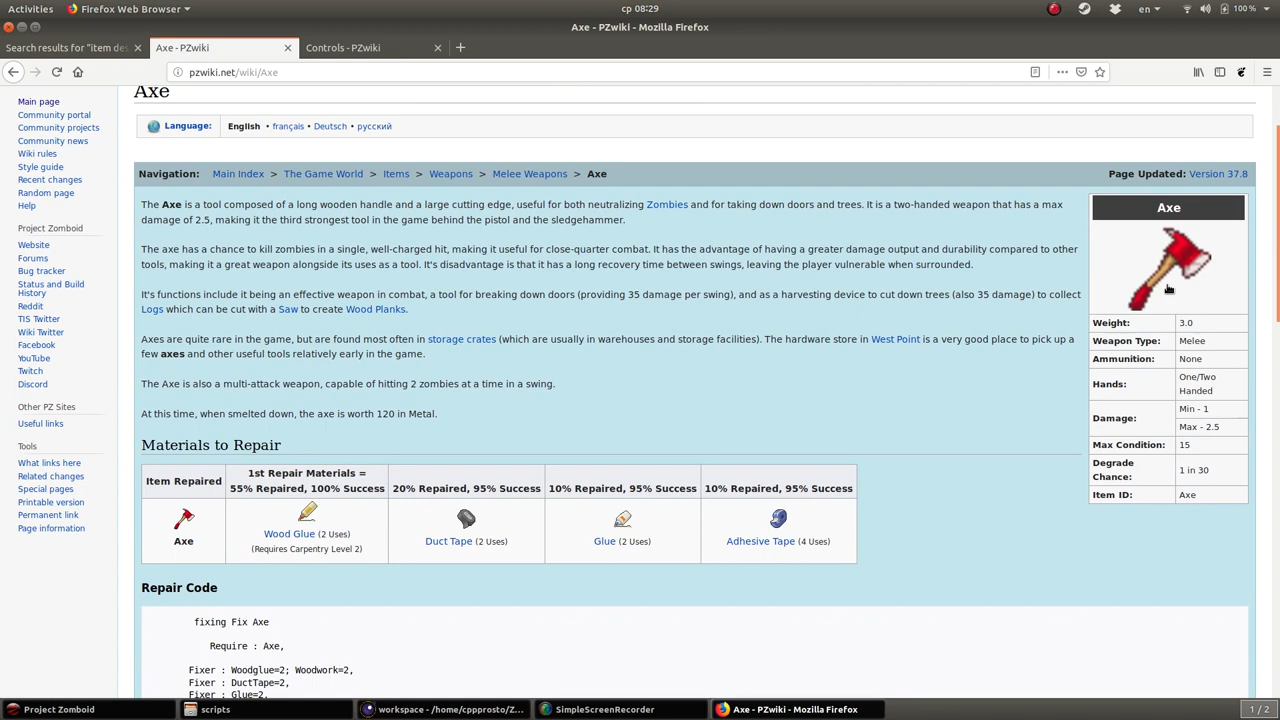 Activities
Firefox Web Browser
ср 08:29
en
100 %
Axe - PZwiki - Mozilla Firefox
Search results for "item des
Axe - PZwiki
Controls - PZwiki
pzwiki.net/wiki/Axe
Main page
Community portal
Community projects
Community news
Wiki rules
Style guide
Recent changes
Random page
Help
Project Zomboid
Website
Forums
Bug tracker
Status and Build
History
Reddit
TIS Twitter
Wiki Twitter
Facebook
YouTube
Twitch
Discord
Other PZ Sites
Useful links
Tools
What links here
Related changes
Special pages
Printable version
Permanent link
Page information
Axe
Language: English • français • Deutsch • русский
Navigation: Main Index > The Game World > Items > Weapons > Melee Weapons > Axe
Page Updated: Version 37.8
The Axe is a tool composed of a long wooden handle and a large cutting edge, useful for both neutralizing Zombies and for taking down doors and trees. It is a two-handed weapon that has a max
damage of 2.5, making it the third strongest tool in the game behind the pistol and the sledgehammer.
The axe has a chance to kill zombies in a single, well-charged hit, making it useful for close-quarter combat. It has the advantage of having a greater damage output and durability compared to other
tools, making it a great weapon alongside its uses as a tool. It's disadvantage is that it has a long recovery time between swings, leaving the player vulnerable when surrounded.
It's functions include it being an effective weapon in combat, a tool for breaking down doors (providing 35 damage per swing), and as a harvesting device to cut down trees (also 35 damage) to collect
Logs which can be cut with a Saw to create Wood Planks.
Axes are quite rare in the game, but are found most often in storage crates (which are usually in warehouses and storage facilities). The hardware store in West Point is a very good place to pick up a
few axes and other useful tools relatively early in the game.
The Axe is also a multi-attack weapon, capable of hitting 2 zombies at a time in a swing.
At this time, when smelted down, the axe is worth 120 in Metal.
Axe
Weight: 3.0
Weapon Type: Melee
Ammunition: None
Hands: One/Two
Handed
Damage: Min - 1
Max - 2.5
Max Condition: 15
Degrade
Chance: 1 in 30
Item ID: Axe
Materials to Repair
Item Repaired
1st Repair Materials =
55% Repaired, 100% Success
20% Repaired, 95% Success
10% Repaired, 95% Success
10% Repaired, 95% Success
Axe
Wood Glue (2 Uses)
(Requires Carpentry Level 2)
Duct Tape (2 Uses)
Glue (2 Uses)
Adhesive Tape (4 Uses)
Repair Code
fixing Fix Axe
Require : Axe,
Fixer : Woodglue=2; Woodwork=2,
Fixer : DuctTape=2,
Fixer : Glue=2,
Project Zomboid
scripts
workspace - /home/cppprosto/Z...
SimpleScreenRecorder
Axe - PZwiki - Mozilla Firefox
1 / 2